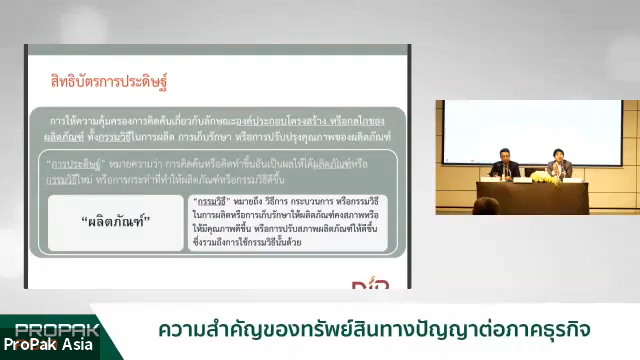 สิทธิบัตรการประดิษฐ์
การให้ความคุ้มครองการคิดค้นเกี่ยวกับลักษณะองค์ประกอบโครงสร้าง หรือกลไกของ
ผลิตภัณฑ์ ทั้งกรรมวิธีในการผลิต การเก็บรักษา หรือการปรับปรุงคุณภาพของผลิตภัณฑ์
"การประดิษฐ์" หมายความว่า การคิดค้นหรือคิดทำขึ้นอันเป็นผลให้ได้ผลิตภัณฑ์หรือ
กรรมวิธีใหม่ หรือการกระทำที่ทำให้ผลิตภัณฑ์หรือกรรมวิธีดีขึ้น
"ผลิตภัณฑ์"
"กรรมวิธี" หมายถึง วิธีการ กระบวนการ หรือกรรมวิธี
ในการผลิตหรือการเก็บรักษาให้ผลิตภัณฑ์คงสภาพหรือ
ให้มีคุณภาพดีขึ้น หรือการปรับสภาพผลิตภัณฑ์ให้ดีขึ้น
ซึ่งรวมถึงการใช้กรรมวิธีนั้นด้วย
DIP
PROPAK
ProPak Asia
ความสำคัญของทรัพย์สินทางปัญญาต่อภาคธุรกิจ